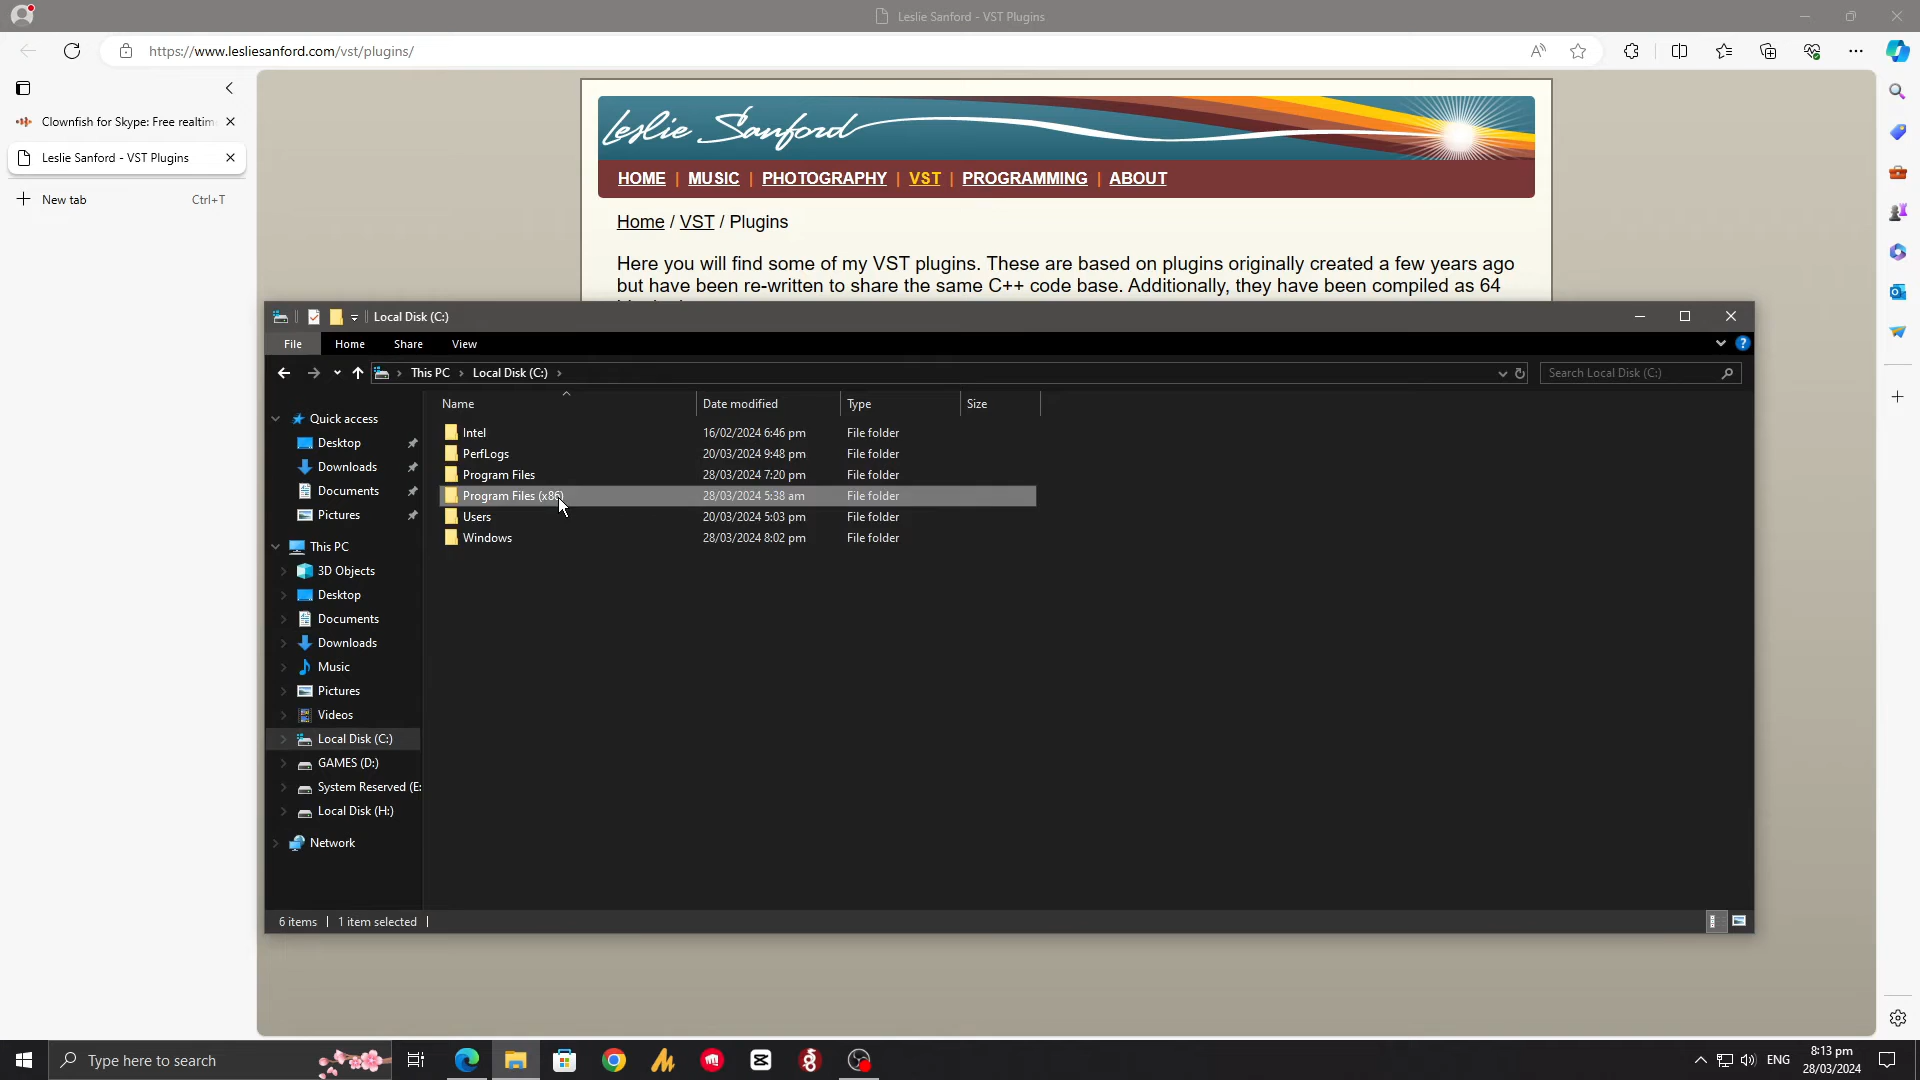 Leslie Sanford - VST Plugins
https://www.lesliesanford.com/vst/plugins/
Clownfish for Skype: Free realtim
Leslie Sanford - VST Plugins
New tab Ctrl+T
Leslie Sanford
HOME | MUSIC | PHOTOGRAPHY | VST | PROGRAMMING | ABOUT
Home / VST / Plugins
Here you will find some of my VST plugins. These are based on plugins originally created a few years ago
but have been re-written to share the same C++ code base. Additionally, they have been compiled as 64
Local Disk (C:)
File Home Share View
This PC Local Disk (C:) Search Local Disk (C:)
Name Date modified Type Size
Intel 16/02/2024 6:46 pm File folder
PerfLogs 20/03/2024 9:48 pm File folder
Program Files 28/03/2024 7:20 pm File folder
Program Files (x86) 28/03/2024 5:38 am File folder
Users 20/03/2024 5:03 pm File folder
Windows 28/03/2024 8:02 pm File folder
Quick access
Desktop
Downloads
Documents
Pictures
This PC
3D Objects
Desktop
Documents
Downloads
Music
Pictures
Videos
Local Disk (C:)
GAMES (D:)
System Reserved (E:
Local Disk (H:)
Network
6 items 1 item selected
Type here to search
ENG
8:13 pm
28/03/2024